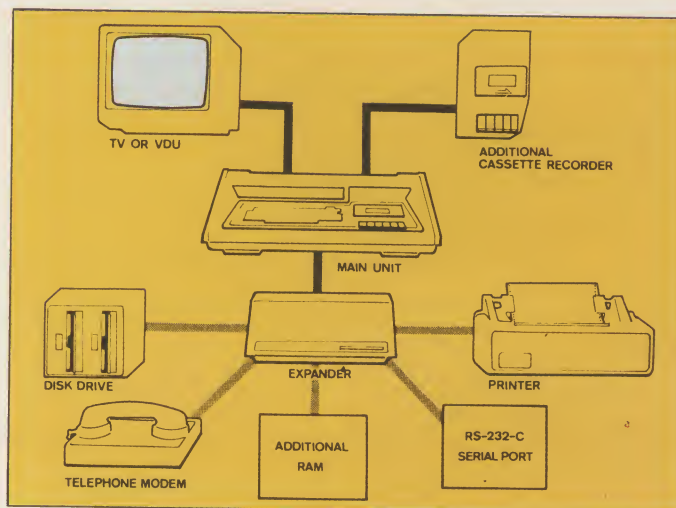 TV OR VDU
ADDITIONAL
CASSETTE RECORDER
MAIN UNIT
DISK DRIVE
EXPANDER
PRINTER
TELEPHONE MODEM
ADDITIONAL
RAM
RS-232-C
SERIAL PORT